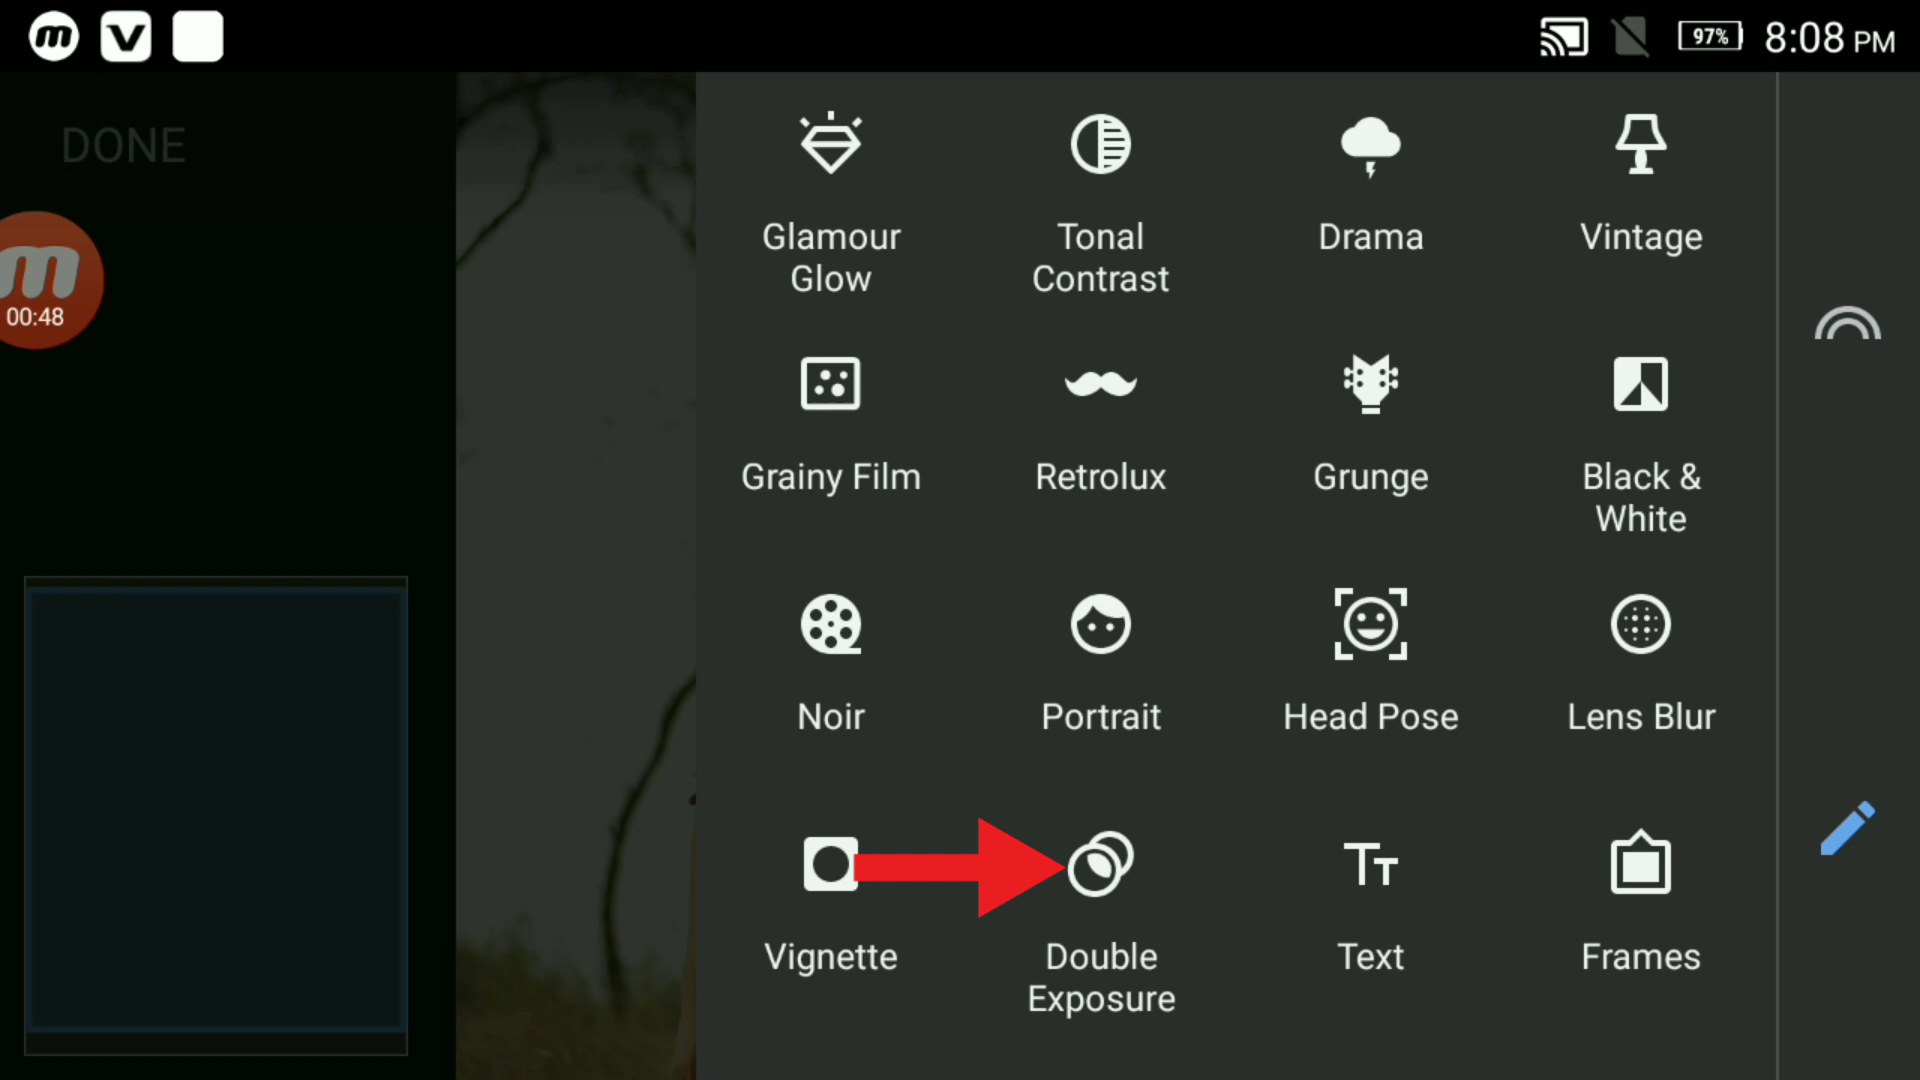 m V 97% 8:08 PM
DONE
m
00:48
Glamour
Glow
Tonal
Contrast
Drama
Vintage
Grainy Film
Retrolux
Grunge
Black &
White
Noir
Portrait
Head Pose
Lens Blur
Vignette
Double
Exposure
TT
Text
Frames